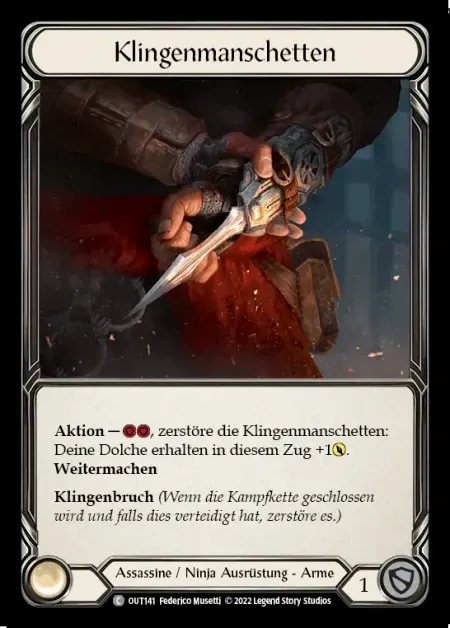 Klingenmanschetten
Aktion — , zerstöre die Klingenmanschetten:
Deine Dolche erhalten in diesem Zug +1.
Weitermachen
Klingenbruch (Wenn die Kampfkette geschlossen
wird und falls dies verteidigt hat, zerstöre es.)
Assassine / Ninja Ausrüstung - Arme
1
C OUT141 Federico Musetti © 2022 Legend Story Studios